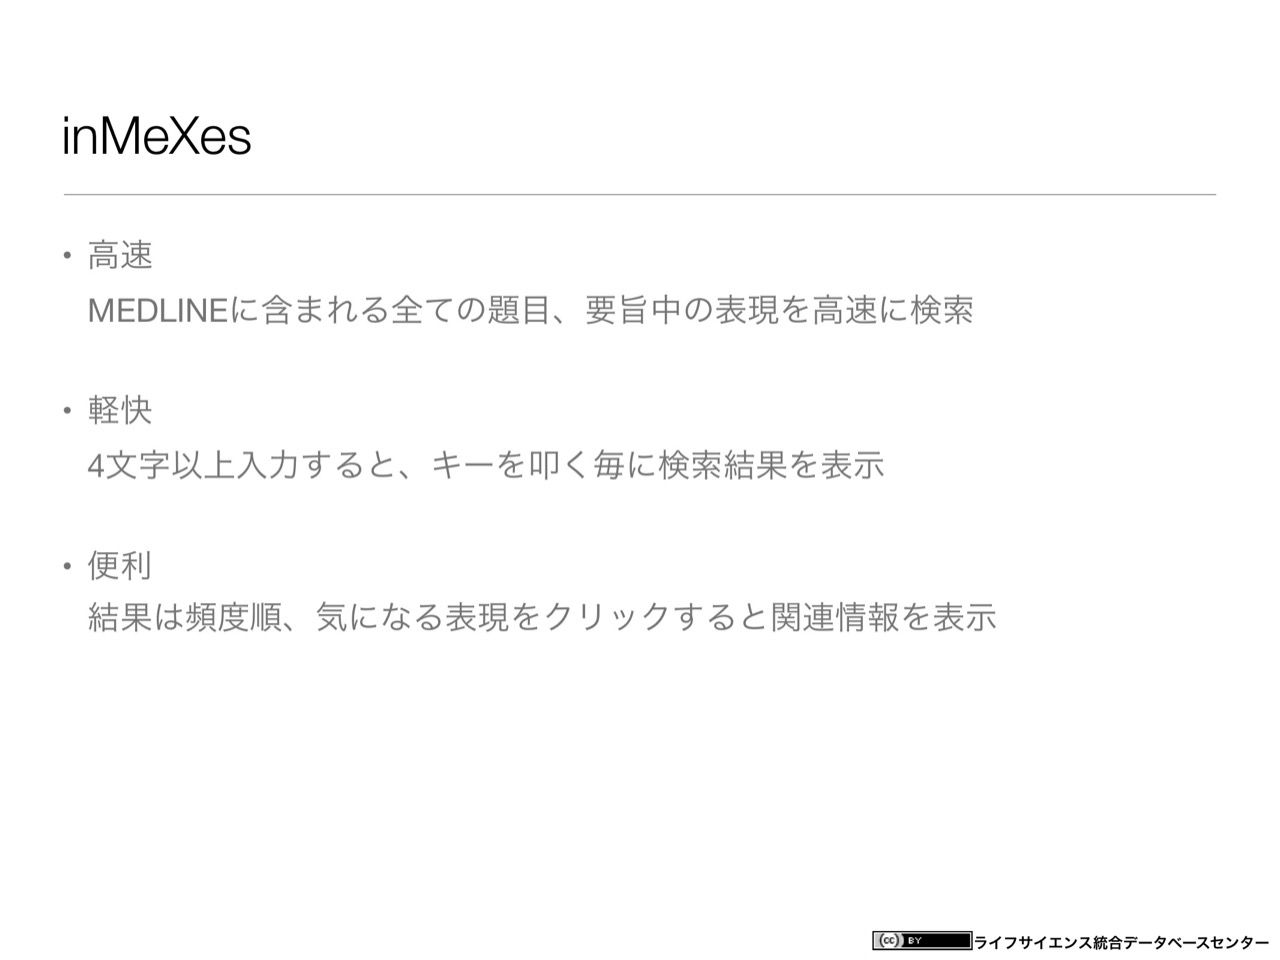 inMeXes
• 高速
MEDLINEに含まれる全ての題目、要旨中の表現を高速に検索
• 軽快
4文字以上入力すると、キーを叩く毎に検索結果を表示
• 便利
結果は頻度順、気になる表現をクリックすると関連情報を表示
cc BY ライフサイエンス統合データベースセンター